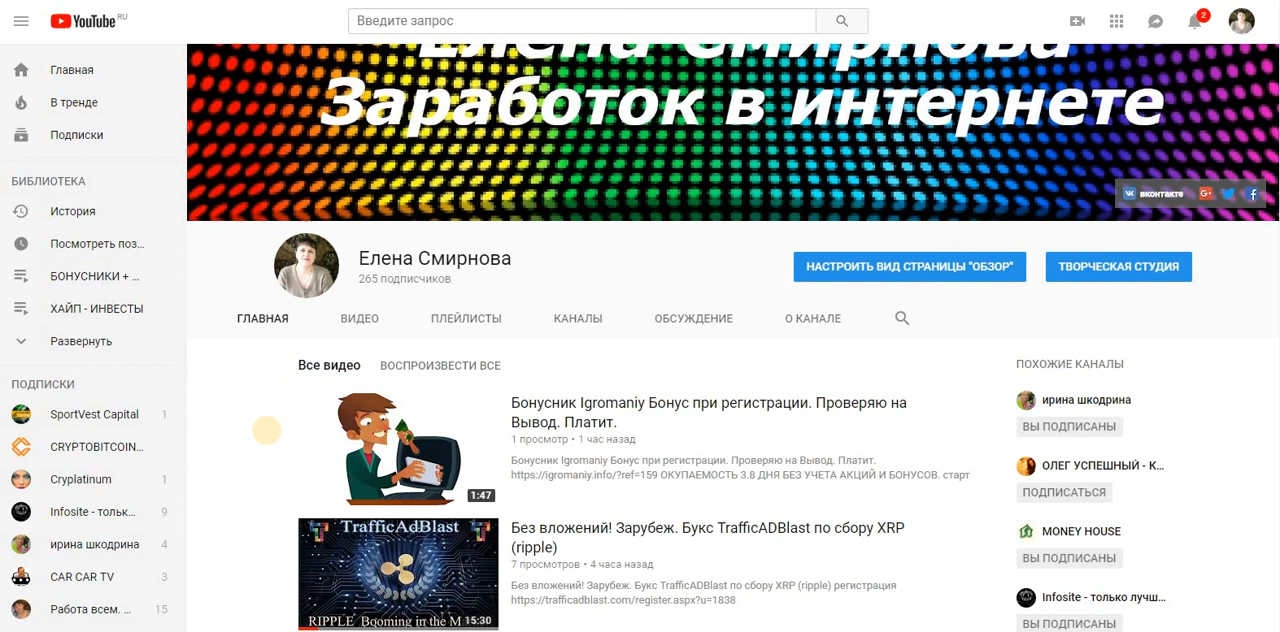 YouTube RU
Введите запрос
2
Елена Смирнова
Заработок в интернете
вконтакте
G+
f
Главная
В тренде
Подписки
БИБЛИОТЕКА
История
Посмотреть поз...
БОНУСНИКИ + ...
ХАЙП - ИНВЕСТЫ
Развернуть
ПОДПИСКИ
SportVest Capital 1
CRYPTOBITCOIN...
Cryplatinum 1
Infosite - тольк... 9
ирина шкодрина 4
CAR CAR TV 3
Работа всем. ... 15
Елена Смирнова
265 подписчиков
НАСТРОИТЬ ВИД СТРАНИЦЫ "ОБЗОР"
ТВОРЧЕСКАЯ СТУДИЯ
ГЛАВНАЯ ВИДЕО ПЛЕЙЛИСТЫ КАНАЛЫ ОБСУЖДЕНИЕ О КАНАЛЕ
Все видео ВОСПРОИЗВЕСТИ ВСЕ
1:47
Бонусник Igromaniy Бонус при регистрации. Проверяю на
Вывод. Платит.
1 просмотр • 1 час назад
Бонусник Igromaniy Бонус при регистрации. Проверяю на Вывод. Платит.
https://igromaniy.info/?ref=159 ОКУПАЕМОСТЬ 3.8 ДНЯ БЕЗ УЧЕТА АКЦИЙ И БОНУСОВ. старт
TrafficAdBlast
RIPPLE Booming in the M
15:30
Без вложений! Зарубеж. Букс TrafficADBlast по сбору XRP
(ripple)
7 просмотров • 4 часа назад
Без вложений! Зарубеж. Букс TrafficADBlast по сбору XRP (ripple) регистрация
https://trafficadblast.com/register.aspx?u=1838
ПОХОЖИЕ КАНАЛЫ
ирина шкодрина
ВЫ ПОДПИСАНЫ
ОЛЕГ УСПЕШНЫЙ - К...
ПОДПИСАТЬСЯ
MONEY HOUSE
ВЫ ПОДПИСАНЫ
Infosite - только лучш...
ВЫ ПОДПИСАНЫ